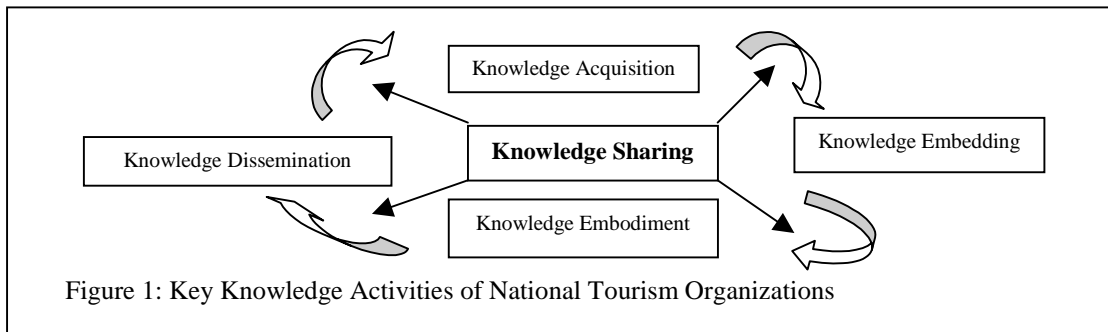 Knowledge Acquisition
Knowledge Dissemination
Knowledge Sharing
Knowledge Embedding
Knowledge Embodiment
Figure 1: Key Knowledge Activities of National Tourism Organizations